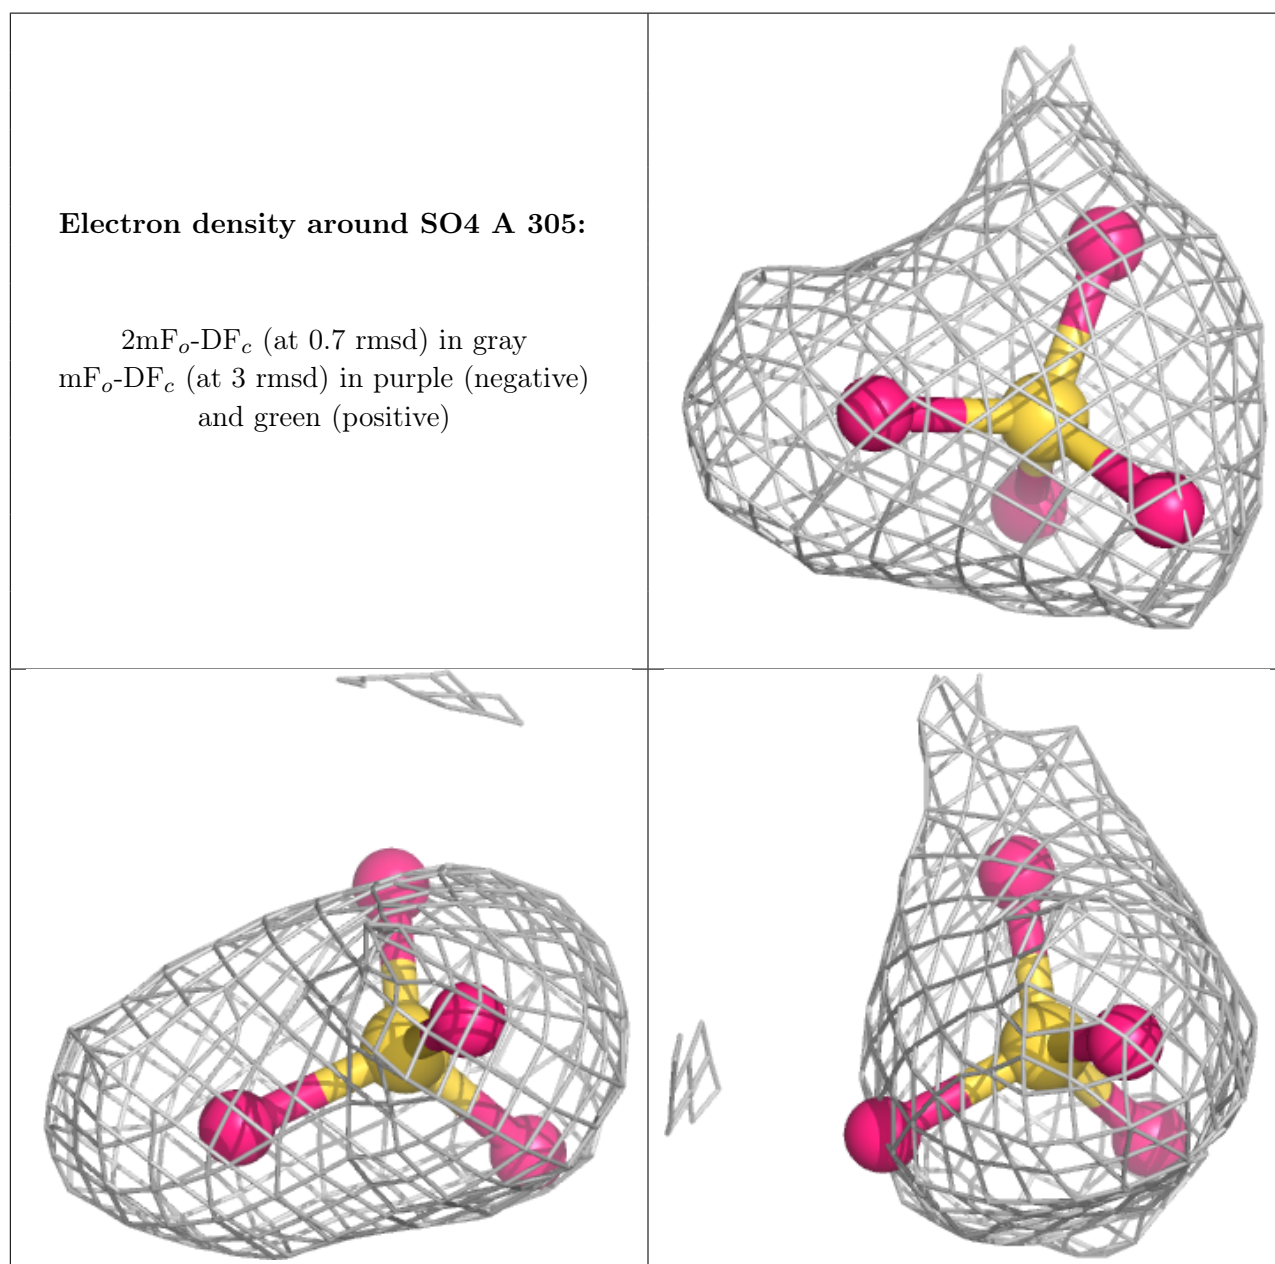 Electron density around SO4 A 305:
2mFo-DFc (at 0.7 rmsd) in gray
mFo-DFc (at 3 rmsd) in purple (negative)
and green (positive)